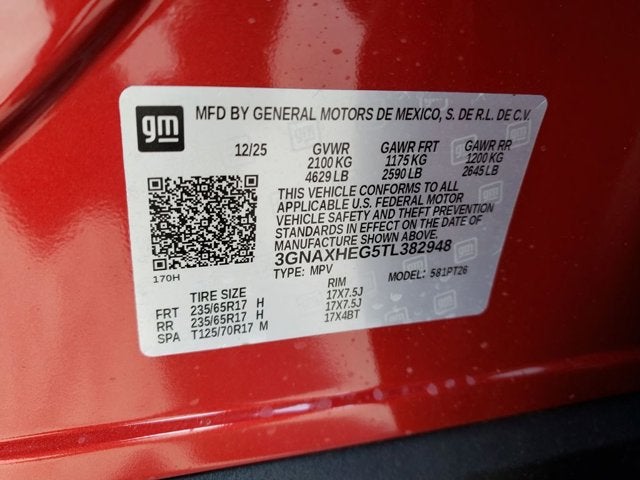 gm
MFD BY GENERAL MOTORS DE MEXICO, S. DE R.L. DE C.V.
12/25 GVWR GAWR FRT GAWR RR
2100 KG 1175 KG 1200 KG
4629 LB 2590 LB 2645 LB
THIS VEHICLE CONFORMS TO ALL
APPLICABLE U.S. FEDERAL MOTOR
VEHICLE SAFETY AND THEFT PREVENTION
STANDARDS IN EFFECT ON THE DATE OF
MANUFACTURE SHOWN ABOVE.
3GNAXHEG5TL382948
170H
TYPE: MPV MODEL: 581PT26
TIRE SIZE RIM
FRT 235/65R17 H 17X7.5J
RR 235/65R17 H 17X7.5J
SPA T125/70R17 M 17X4BT